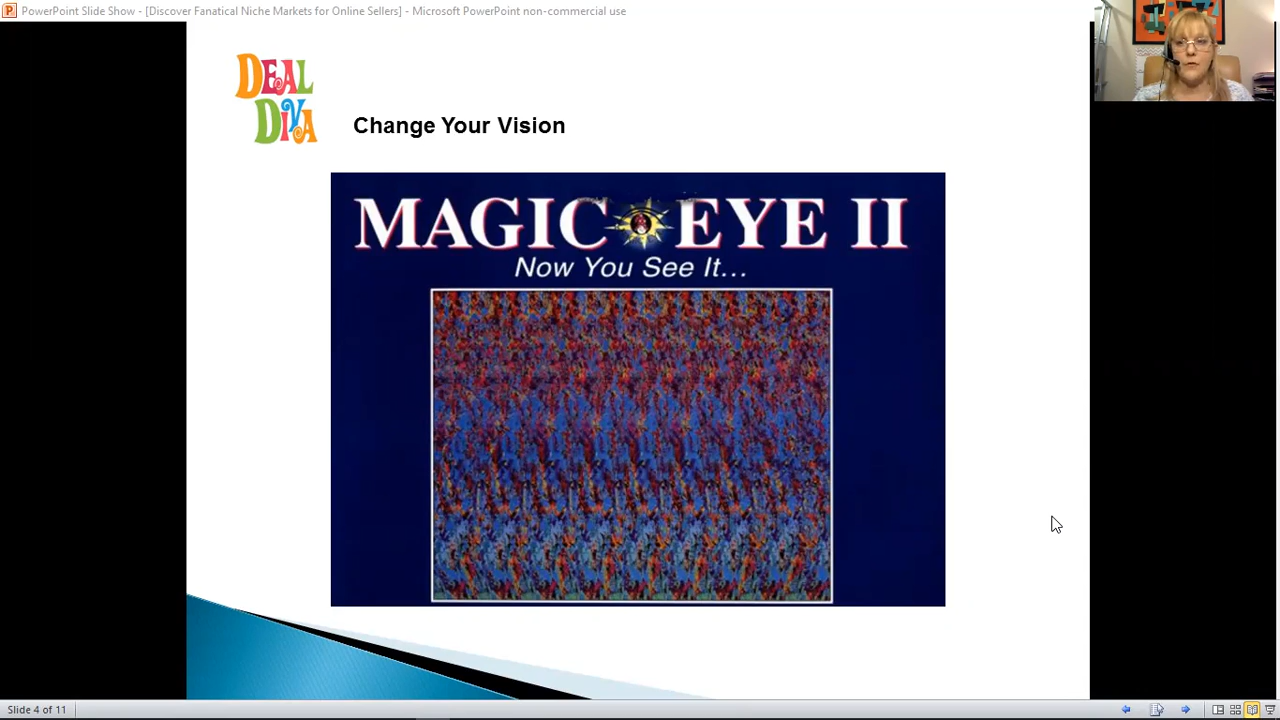 PowerPoint Slide Show - [Discover Fanatical Niche Markets for Online Sellers] - Microsoft PowerPoint non-commercial use
DEAL
DIVA
Change Your Vision
MAGIC EYE II
Now You See It...
Slide 4 of 11